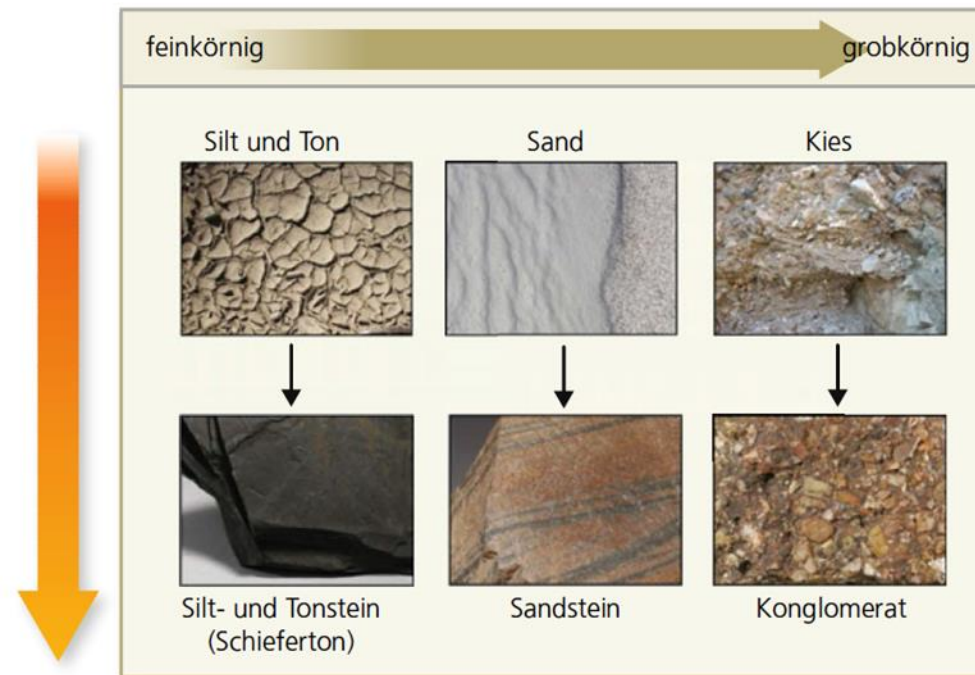 feinkörnig grobkörnig
Silt und Ton
Sand
Kies
Silt- und Tonstein
(Schieferton)
Sandstein
Konglomerat